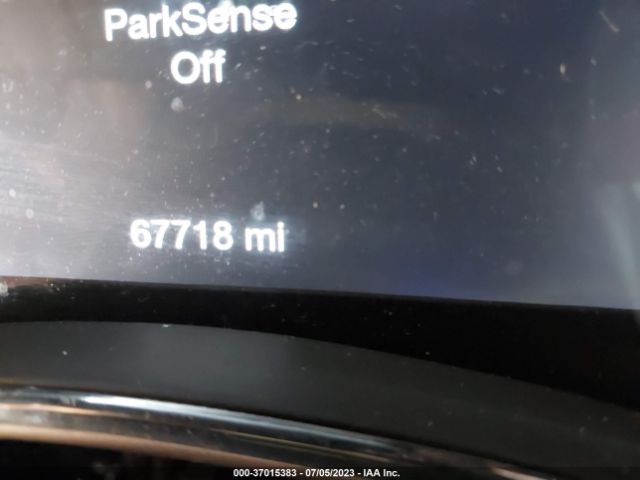 ParkSense
Off
67718 mi
000-37015383 - 07/05/2023 - IAA Inc.